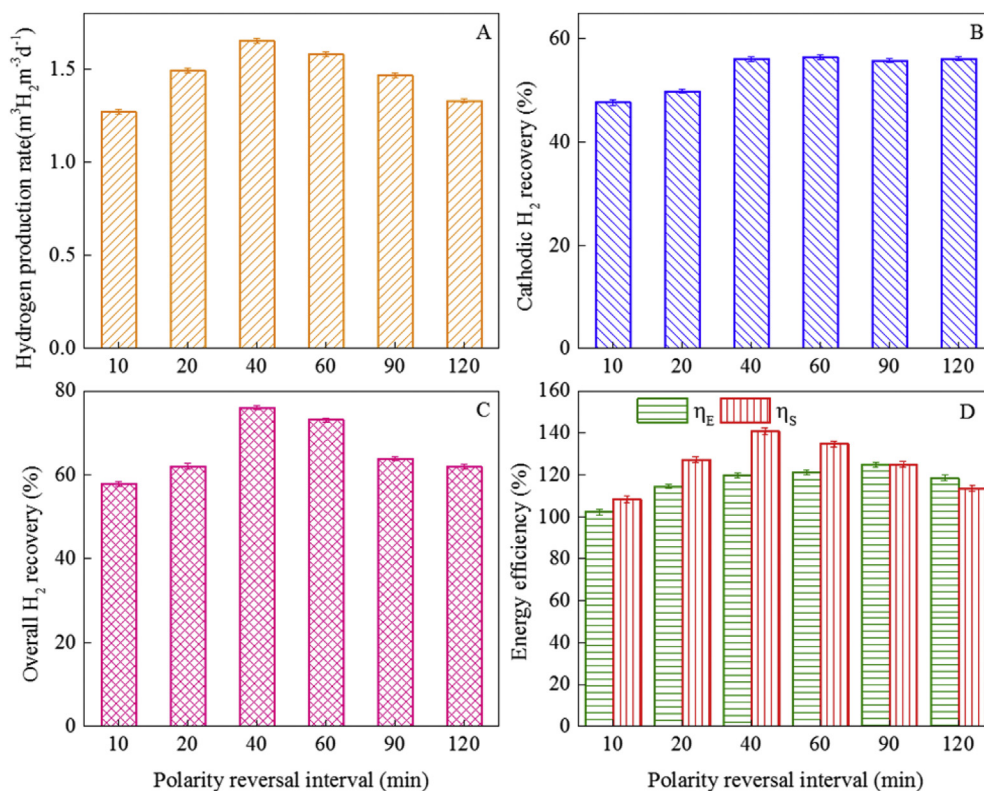 A
Hydrogen production rate(m³H₂m⁻³d⁻¹)
1.5
1.0
0.5
0.0
10 20 40 60 90 120
B
Cathodic H₂ recovery (%)
60
40
20
0
10 20 40 60 90 120
C
Overall H₂ recovery (%)
80
60
40
20
0
10 20 40 60 90 120
Polarity reversal interval (min)
D
η_E η_S
Energy efficiency (%)
160
140
120
100
80
60
40
20
0
10 20 40 60 90 120
Polarity reversal interval (min)